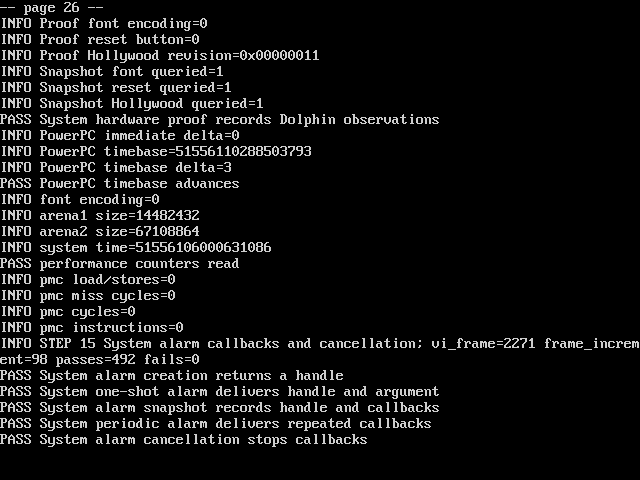 -- page 26 --
INFO Proof font encoding=0
INFO Proof reset button=0
INFO Proof Hollywood revision=0x00000011
INFO Snapshot font queried=1
INFO Snapshot reset queried=1
INFO Snapshot Hollywood queried=1
PASS System hardware proof records Dolphin observations
INFO PowerPC immediate delta=0
INFO PowerPC timebase=51556110288503793
INFO PowerPC timebase delta=3
PASS PowerPC timebase advances
INFO font encoding=0
INFO arena1 size=14482432
INFO arena2 size=67108864
INFO system time=51556106000631086
PASS performance counters read
INFO pmc load/stores=0
INFO pmc miss cycles=0
INFO pmc cycles=0
INFO pmc instructions=0
INFO STEP 15 System alarm callbacks and cancellation; vi_frame=2271 frame_increm
ent=98 passes=492 fails=0
PASS System alarm creation returns a handle
PASS System one-shot alarm delivers handle and argument
PASS System alarm snapshot records handle and callbacks
PASS System periodic alarm delivers repeated callbacks
PASS System alarm cancellation stops callbacks